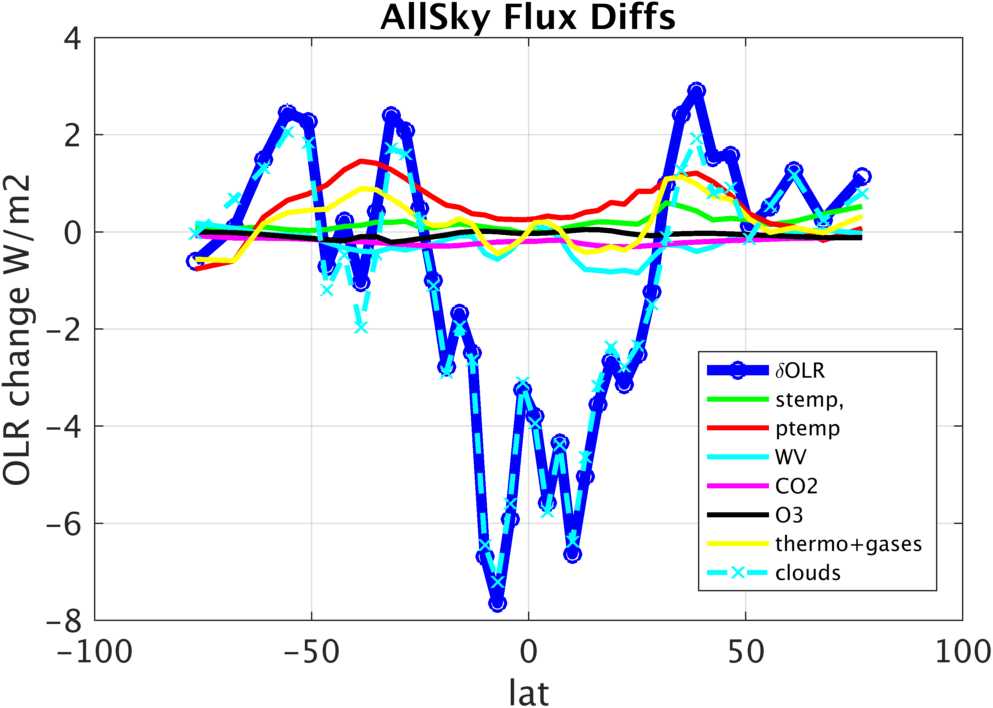 AllSky Flux Diffs
OLR change W/m2
4
2
0
−2
−4
−6
−8
−100
−50
0
50
100
lat
δOLR
stemp,
ptemp
WV
CO2
O3
thermo+gases
clouds